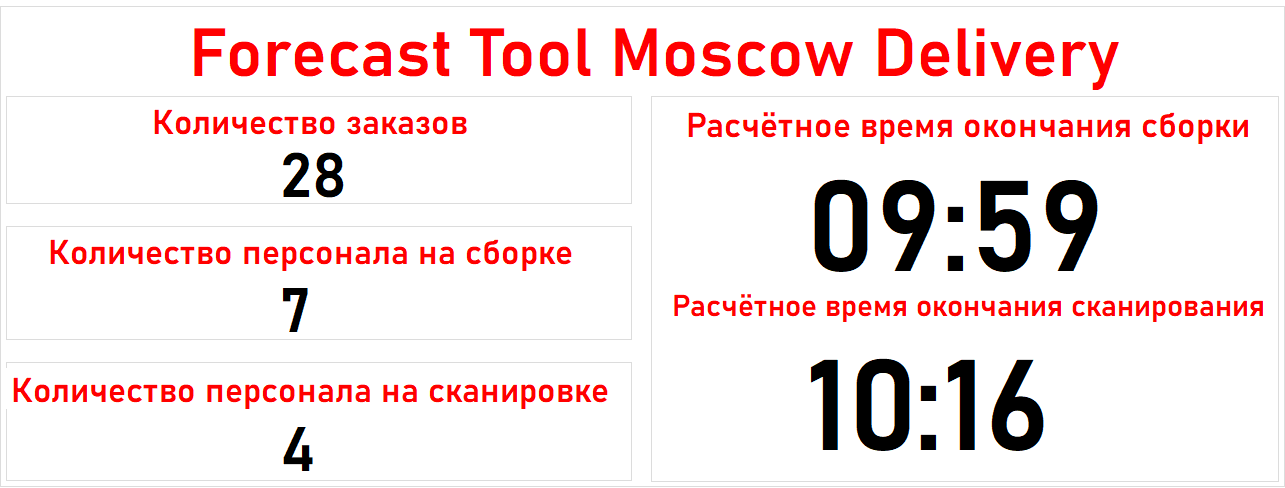 Forecast Tool Moscow Delivery
Количество заказов
28
Количество персонала на сборке
7
Количество персонала на сканировке
4
Расчётное время окончания сборки
09:59
Расчётное время окончания сканирования
10:16